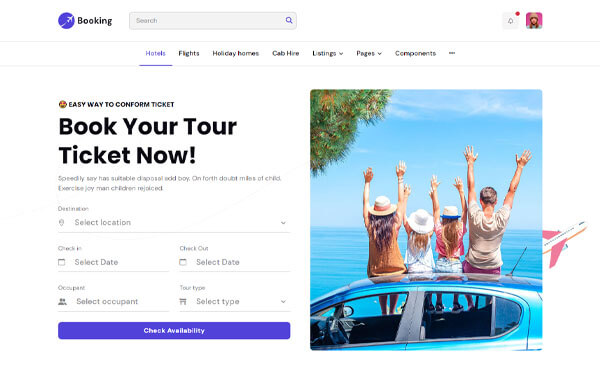 Booking
Search
Hotels Flights Holiday homes Cab Hire Listings Pages Components
EASY WAY TO CONFORM TICKET
Book Your Tour
Ticket Now!
Speedily say has suitable disposal add boy. On forth doubt miles of child.
Exercise joy man children rejoiced.
Destination
Select location
Check in Check Out
Select Date Select Date
Occupant Tour type
Select occupant Select type
Check Availability